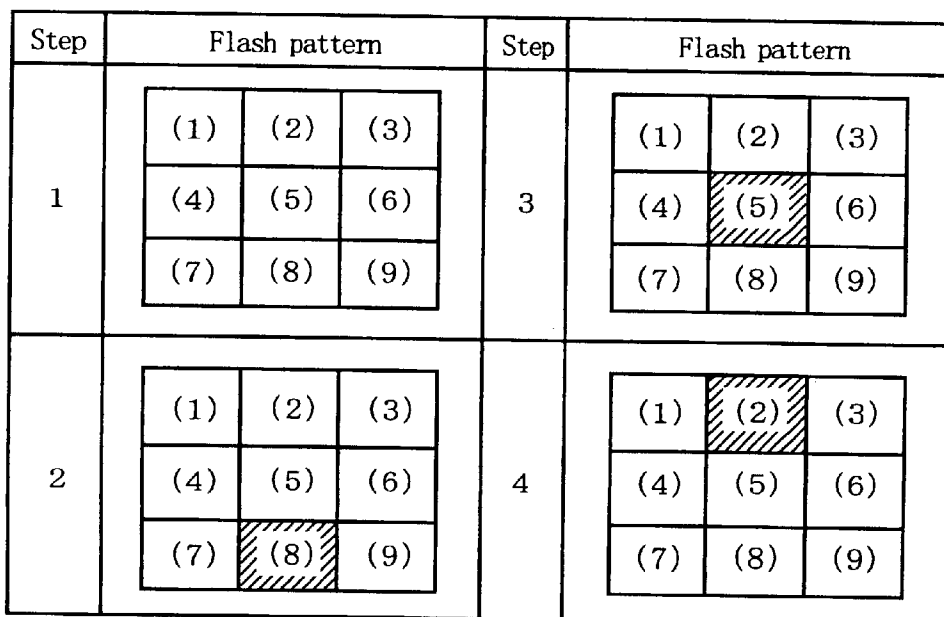 Step Flash pattern Step Flash pattern
1
(1) (2) (3)
(4) (5) (6)
(7) (8) (9)
3
(1) (2) (3)
(4) (5) (6)
(7) (8) (9)
2
(1) (2) (3)
(4) (5) (6)
(7) (8) (9)
4
(1) (2) (3)
(4) (5) (6)
(7) (8) (9)